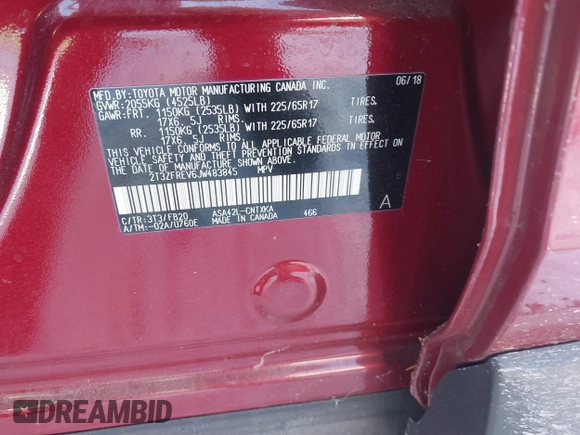 MFD.BY:TOYOTA MOTOR MANUFACTURING CANADA INC. 06/18
GVWR:2055KG (4525LB)
GAWR:FRT. 1150KG (2535LB) WITH 225/65R17 TIRES,
17X6.5J RIMS
RR. 1150KG (2535LB) WITH 225/65R17 TIRES,
17X6.5J RIMS
THIS VEHICLE CONFORMS TO ALL APPLICABLE FEDERAL MOTOR
VEHICLE SAFETY AND THEFT PREVENTION STANDARDS IN EFFECT ON
THE DATE OF MANUFACTURE SHOWN ABOVE.
2T3ZFREV6JW483845 MPV
C/TR:3T3/FB20 ASA42L-CNTXKA 466 A
A/TM:-02A/U760E MADE IN CANADA
DREAMBID